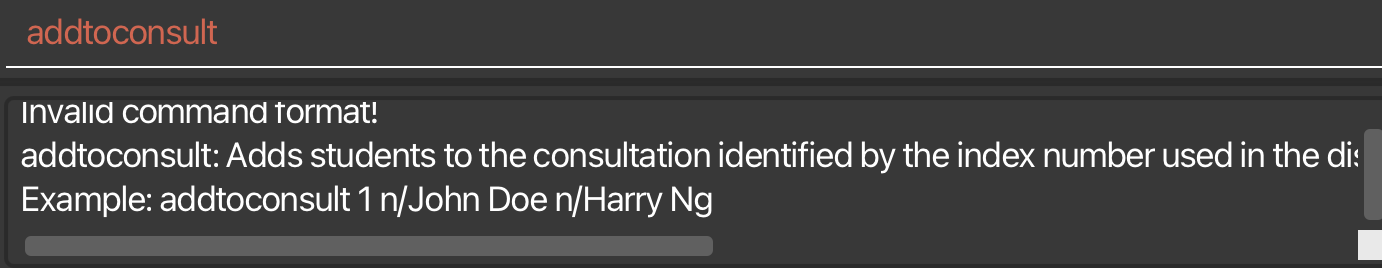 addtoconsult
Invalid command format!
addtoconsult: Adds students to the consultation identified by the index number used in the
Example: addtoconsult 1 n/John Doe n/Harry Ng